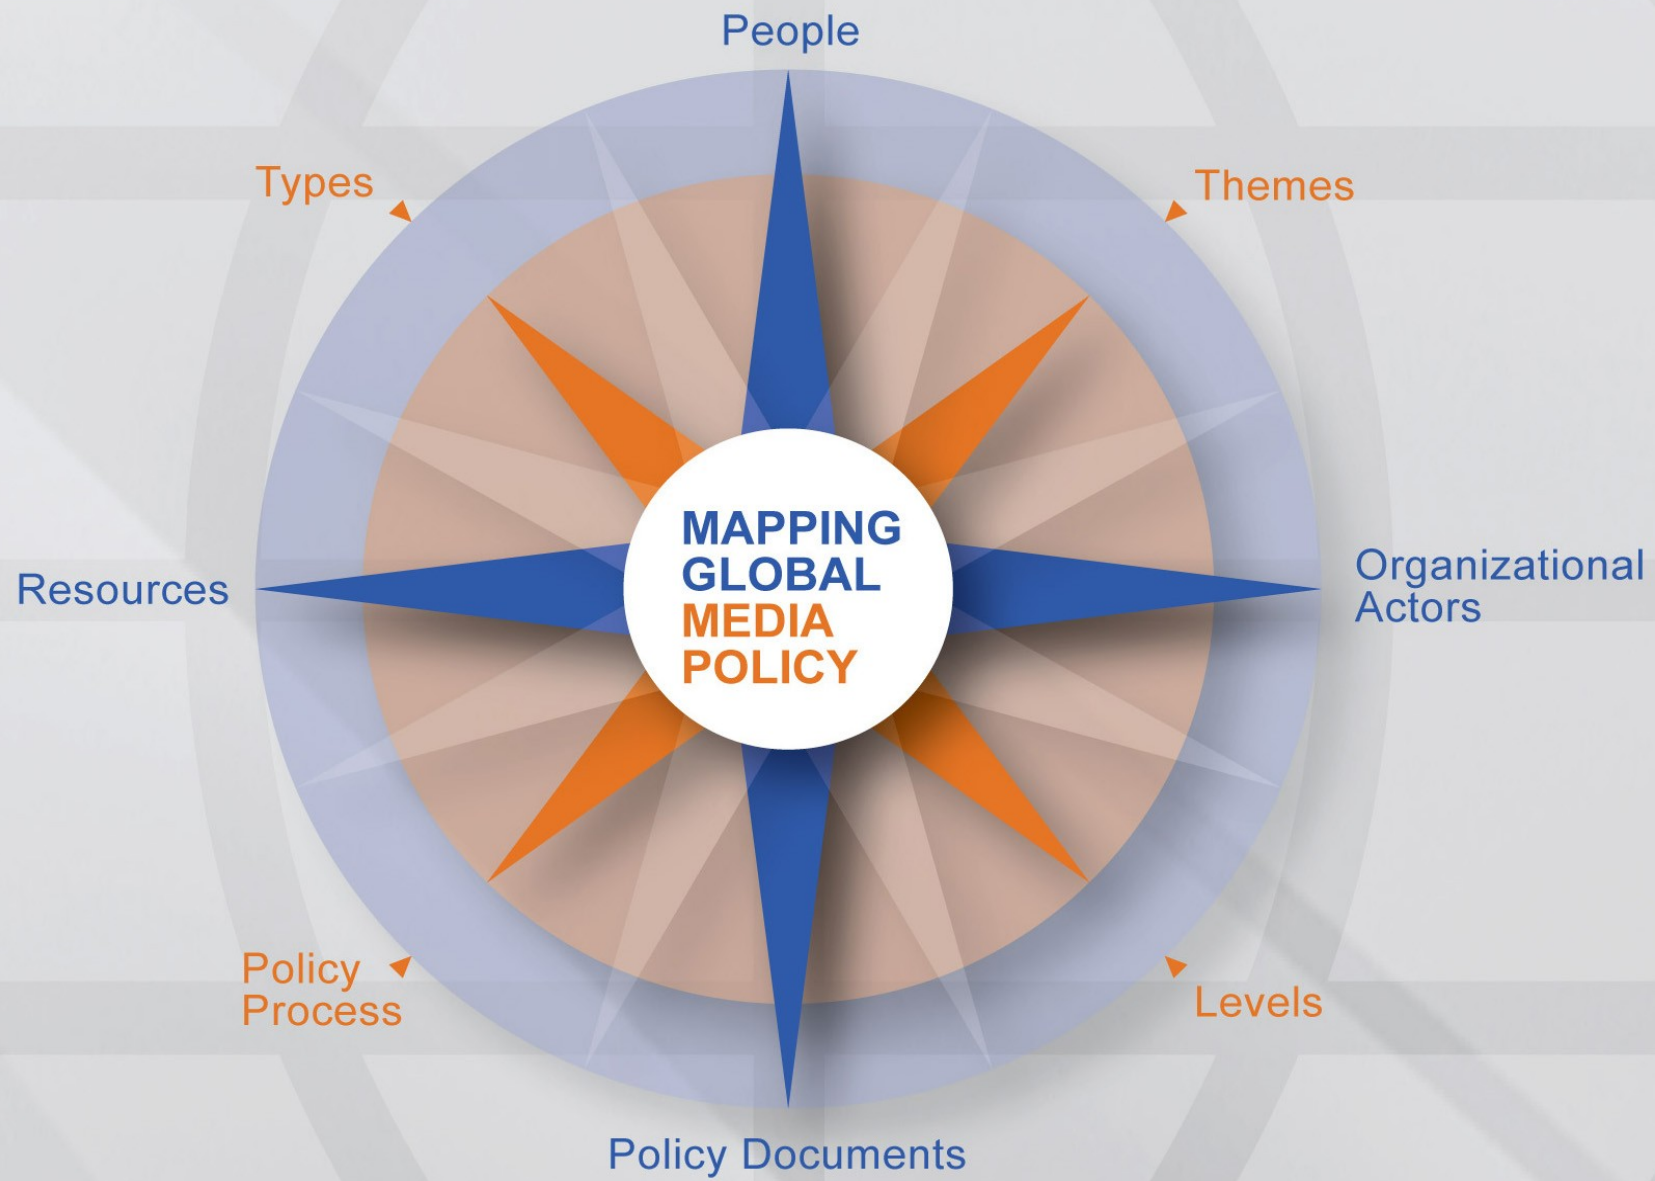 People
Types
Themes
MAPPING
GLOBAL
MEDIA
POLICY
Resources
Organizational
Actors
Policy
Process
Levels
Policy Documents